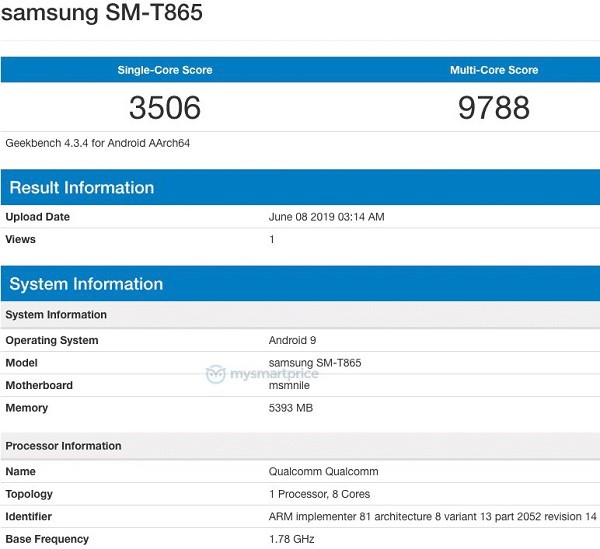 samsung SM-T865
Single-Core Score Multi-Core Score
3506 9788
Geekbench 4.3.4 for Android AArch64
Result Information
Upload Date June 08 2019 03:14 AM
Views 1
System Information
System Information
Operating System Android 9
Model samsung SM-T865
mysmartprice
Motherboard msmnile
Memory 5393 MB
Processor Information
Name Qualcomm Qualcomm
Topology 1 Processor, 8 Cores
Identifier ARM implementer 81 architecture 8 variant 13 part 2052 revision 14
Base Frequency 1.78 GHz